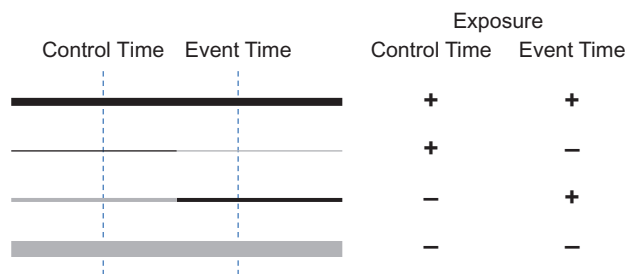 Exposure
Control Time Event Time Control Time Event Time
+ +
+ –
– +
– –